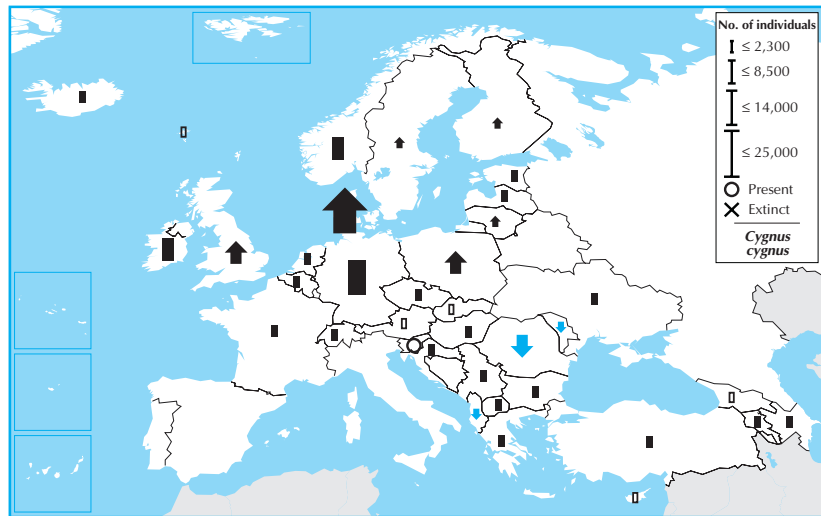 No. of individuals
≤ 2,300
≤ 8,500
≤ 14,000
≤ 25,000
Present
Extinct
Cygnus
cygnus